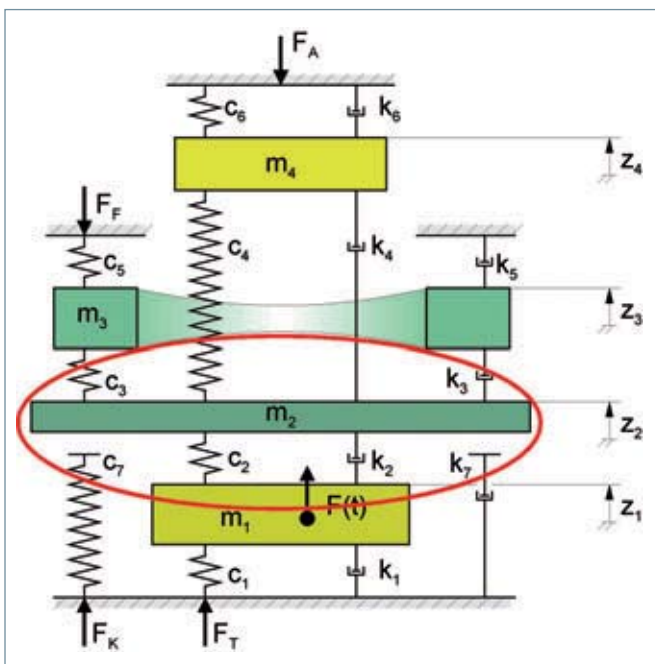 F_A
c_6 k_6
m_4 z_4
F_F
c_4 k_4
c_5 k_5
m_3 z_3
c_3 k_3
m_2 z_2
c_7 c_2 k_2 k_7
F(t)
m_1 z_1
c_1 k_1
F_K F_T